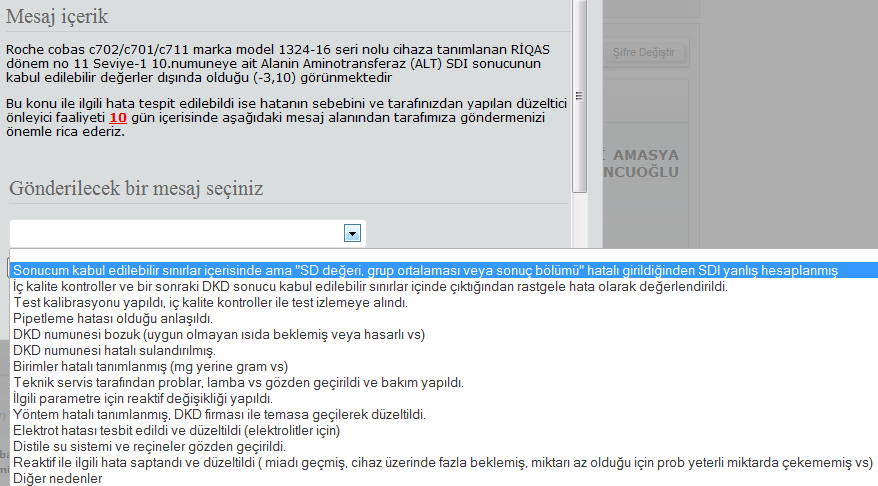 Mesaj içerik
Roche cobas c702/c701/c711 marka model 1324-16 seri nolu cihaza tanımlanan RİQAS
dönem no 11 Seviye-1 10.numuneye ait Alanin Aminotransferaz (ALT) SDI sonucunun
kabul edilebilir değerler dışında olduğu (-3,10) görünmektedir
Bu konu ile ilgili hata tespit edilebildi ise hatanın sebebini ve tarafınızdan yapılan düzeltici
önleyici faaliyeti 10 gün içerisinde aşağıdaki mesaj alanından tarafımıza göndermenizi
önemle rica ederiz.
Şifre Değiştir
AMASYA
NCUOĞLU
Gönderilecek bir mesaj seçiniz
Sonucum kabul edilebilir sınırlar içerisinde ama "SD değeri, grup ortalaması veya sonuç bölümü" hatalı girildiğinden SDI yanlış hesaplanmış
İç kalite kontroller ve bir sonraki DKD sonucu kabul edilebilir sınırlar içinde çıktığından rastgele hata olarak değerlendirildi.
Test kalibrasyonu yapıldı, iç kalite kontroller ile test izlemeye alındı.
Pipetleme hatası olduğu anlaşıldı.
DKD numunesi bozuk (uygun olmayan ısıda beklemiş veya hasarlı vs)
DKD numunesi hatalı sulandırılmış.
Birimler hatalı tanımlanmış (mg yerine gram vs)
Teknik servis tarafından problar, lamba vs gözden geçirildi ve bakım yapıldı.
İlgili parametre için reaktif değişikliği yapıldı.
Yöntem hatalı tanımlanmış, DKD firması ile temasa geçilerek düzeltildi.
Elektrot hatası tesbit edildi ve düzeltildi (elektrolitler için)
Distile su sistemi ve reçineler gözden geçirildi.
Reaktif ile ilgili hata saptandı ve düzeltildi ( miadı geçmiş, cihaz üzerinde fazla beklemiş, miktarı az olduğu için prob yeterli miktarda çekememiş vs)
Diğer nedenler